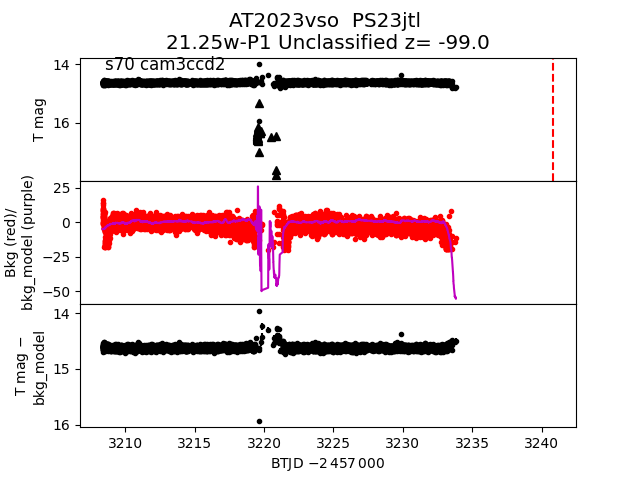 AT2023vso  PS23jtl
21.25w-P1 Unclassified z= -99.0
s70 cam3ccd2
T mag
14
16
Bkg (red)/
bkg_model (purple)
25
0
−25
−50
T mag −
bkg_model
14
15
16
3210 3215 3220 3225 3230 3235 3240
BTJD −2 457 000